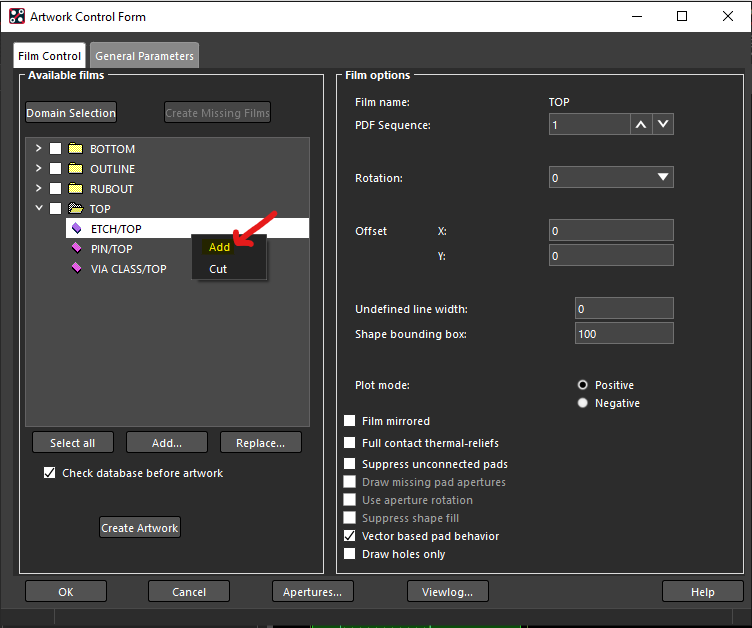 Artwork Control Form
Film Control
General Parameters
Available films
Domain Selection
Create Missing Films
BOTTOM
OUTLINE
RUBOUT
TOP
ETCH/TOP
PIN/TOP
VIA CLASS/TOP
Add
Cut
Select all
Add...
Replace...
Check database before artwork
Create Artwork
Film options
Film name: TOP
PDF Sequence: 1
Rotation: 0
Offset X: 0
Y: 0
Undefined line width: 0
Shape bounding box: 100
Plot mode: Positive
Negative
Film mirrored
Full contact thermal-reliefs
Suppress unconnected pads
Draw missing pad apertures
Use aperture rotation
Suppress shape fill
Vector based pad behavior
Draw holes only
OK
Cancel
Apertures...
Viewlog...
Help